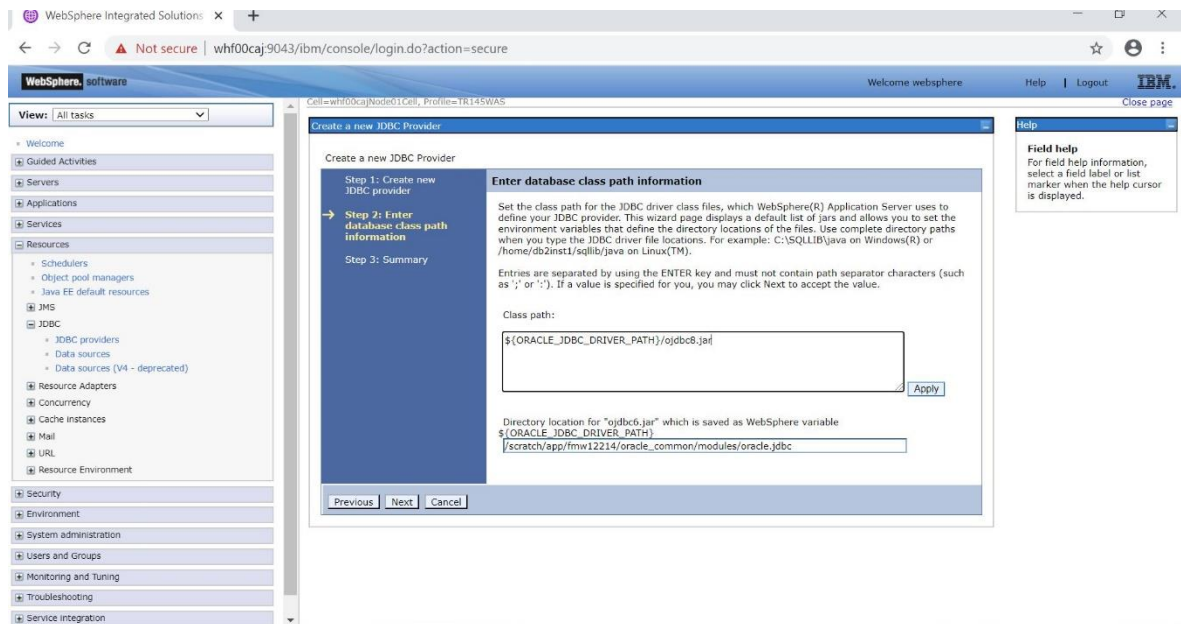 WebSphere Integrated Solutions
Not secure | whf00caj:9043/ibm/console/login.do?action=secure
WebSphere. software
Welcome websphere
Help | Logout
IBM.
View: All tasks
Welcome
Guided Activities
Servers
Applications
Services
Resources
Schedulers
Object pool managers
Java EE default resources
JMS
JDBC
JDBC providers
Data sources
Data sources (V4 - deprecated)
Resource Adapters
Concurrency
Cache instances
Mail
URL
Resource Environment
Security
Environment
System administration
Users and Groups
Monitoring and Tuning
Troubleshooting
Service integration
Cell=whf00cajNode01Cell, Profile=TR145WAS
Close page
Create a new JDBC Provider
Create a new JDBC Provider
Step 1: Create new
JDBC provider
Step 2: Enter
database class path
information
Step 3: Summary
Enter database class path information
Set the class path for the JDBC driver class files, which WebSphere(R) Application Server uses to
define your JDBC provider. This wizard page displays a default list of jars and allows you to set the
environment variables that define the directory locations of the files. Use complete directory paths
when you type the JDBC driver file locations. For example: C:\SQLLIB\java on Windows(R) or
/home/db2inst1/sqllib/java on Linux(TM).
Entries are separated by using the ENTER key and must not contain path separator characters (such
as ';' or ':'). If a value is specified for you, you may click Next to accept the value.
Class path:
${ORACLE_JDBC_DRIVER_PATH}/ojdbc8.jar
Apply
Directory location for "ojdbc6.jar" which is saved as WebSphere variable
${ORACLE_JDBC_DRIVER_PATH}
/scratch/app/fmw12214/oracle_common/modules/oracle.jdbc
Previous Next Cancel
Help
Field help
For field help information,
select a field label or list
marker when the help cursor
is displayed.